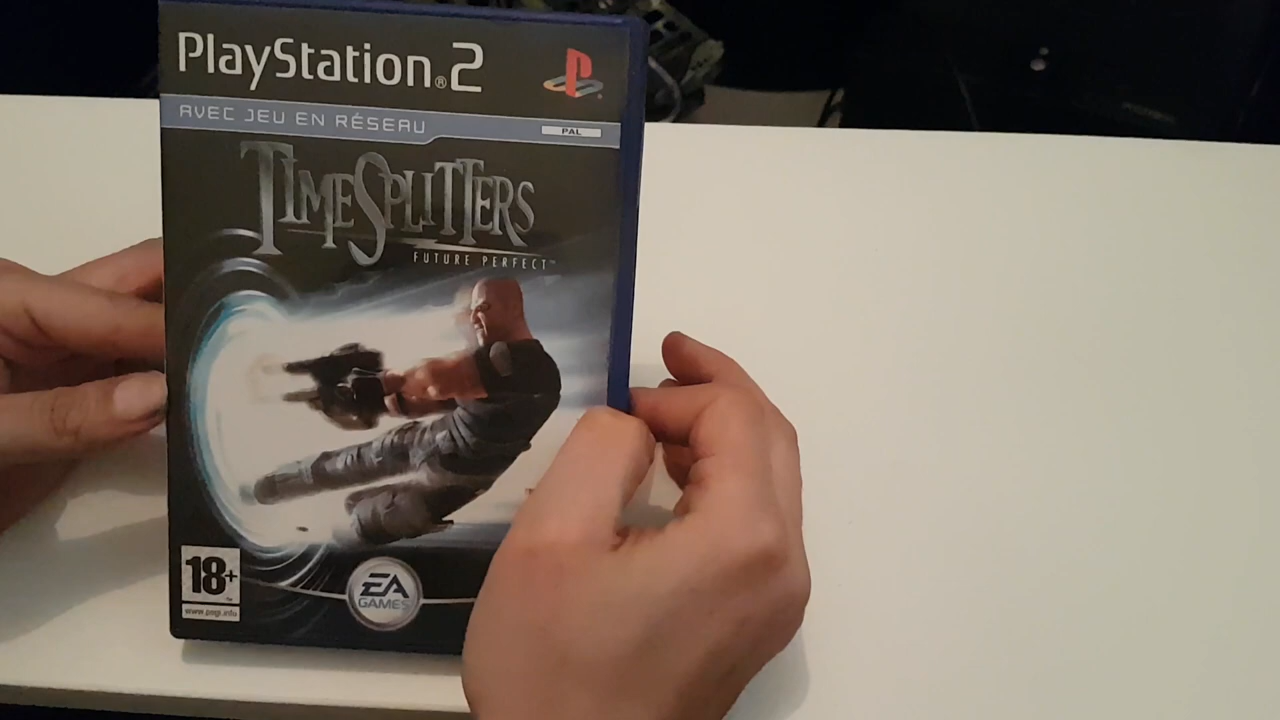 PlayStation®2
AVEC JEU EN RÉSEAU
PAL
TIMESPLITTERS
FUTURE PERFECT™
18+
www.pegi.info
EA
GAMES